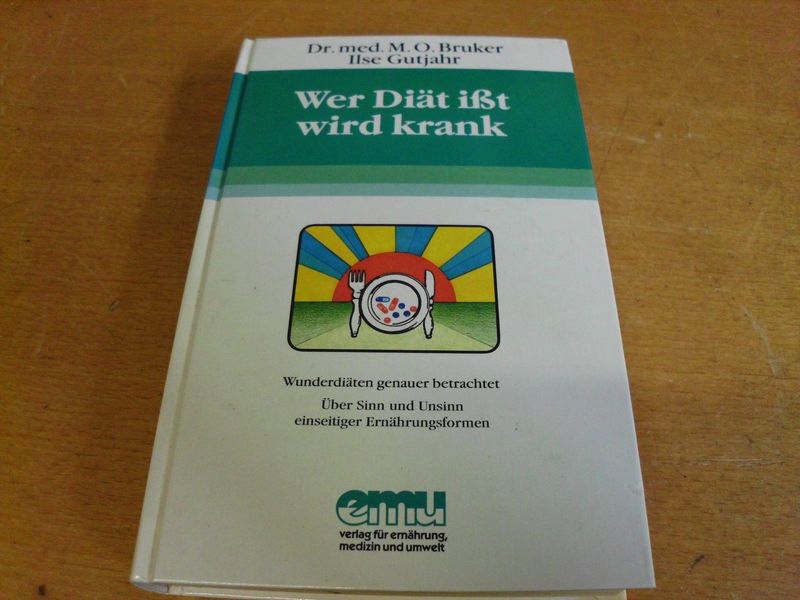 Dr. med. M. O. Bruker
Ilse Gutjahr
Wer Diät ißt
wird krank
Wunderdiäten genauer betrachtet
Über Sinn und Unsinn
einseitiger Ernährungsformen
emu
verlag für ernährung,
medizin und umwelt